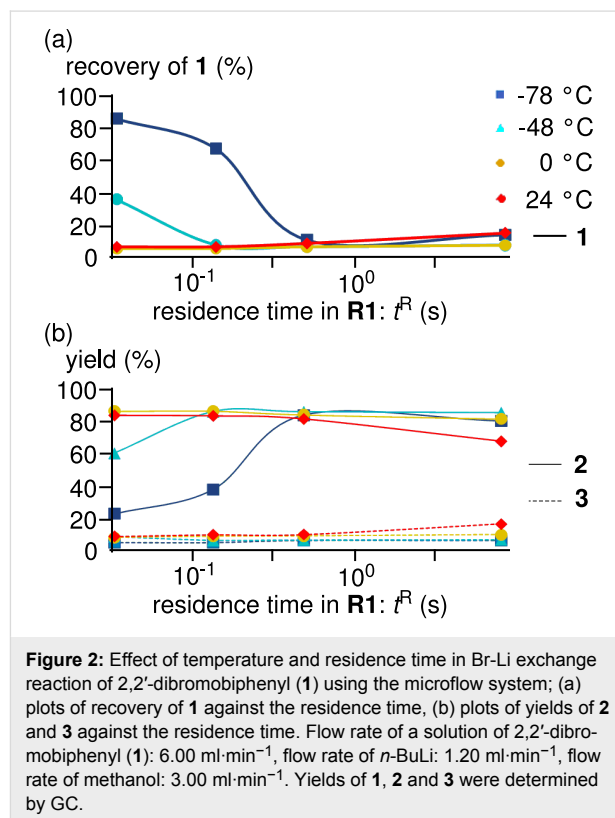 (a)
recovery of 1 (%)
100
80
60
40
20
0
-78 °C
-48 °C
0 °C
24 °C
1
10⁻¹
10⁰
residence time in R1: tᴿ (s)
(b)
yield (%)
100
80
60
40
20
0
2
3
10⁻¹
10⁰
residence time in R1: tᴿ (s)
Figure 2: Effect of temperature and residence time in Br-Li exchange
reaction of 2,2′-dibromobiphenyl (1) using the microflow system; (a)
plots of recovery of 1 against the residence time, (b) plots of yields of 2
and 3 against the residence time. Flow rate of a solution of 2,2′-dibro-
mobiphenyl (1): 6.00 ml·min⁻¹, flow rate of n-BuLi: 1.20 ml·min⁻¹, flow
rate of methanol: 3.00 ml·min⁻¹. Yields of 1, 2 and 3 were determined
by GC.